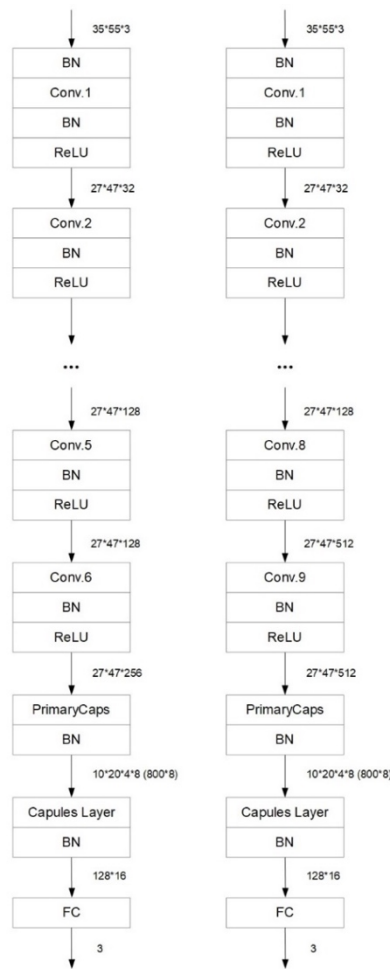 35*55*3
BN
Conv.1
BN
ReLU
27*47*32
Conv.2
BN
ReLU
...
27*47*128
Conv.5
BN
ReLU
27*47*128
Conv.6
BN
ReLU
27*47*256
PrimaryCaps
BN
10*20*4*8 (800*8)
Capules Layer
BN
128*16
FC
3
35*55*3
BN
Conv.1
BN
ReLU
27*47*32
Conv.2
BN
ReLU
...
27*47*128
Conv.8
BN
ReLU
27*47*512
Conv.9
BN
ReLU
27*47*512
PrimaryCaps
BN
10*20*4*8 (800*8)
Capules Layer
BN
128*16
FC
3